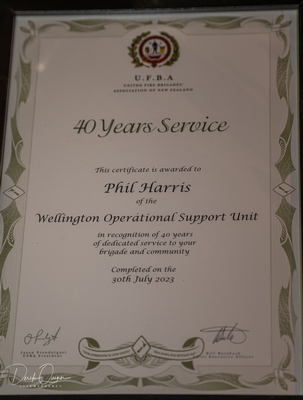 U.F.B.A
UNITED FIRE BRIGADES'
ASSOCIATION OF NEW ZEALAND
40 Years Service
This certificate is awarded to
Phil Harris
of the
Wellington Operational Support Unit
in recognition of 40 years
of dedicated service to your
brigade and community
Completed on the
30th July 2023